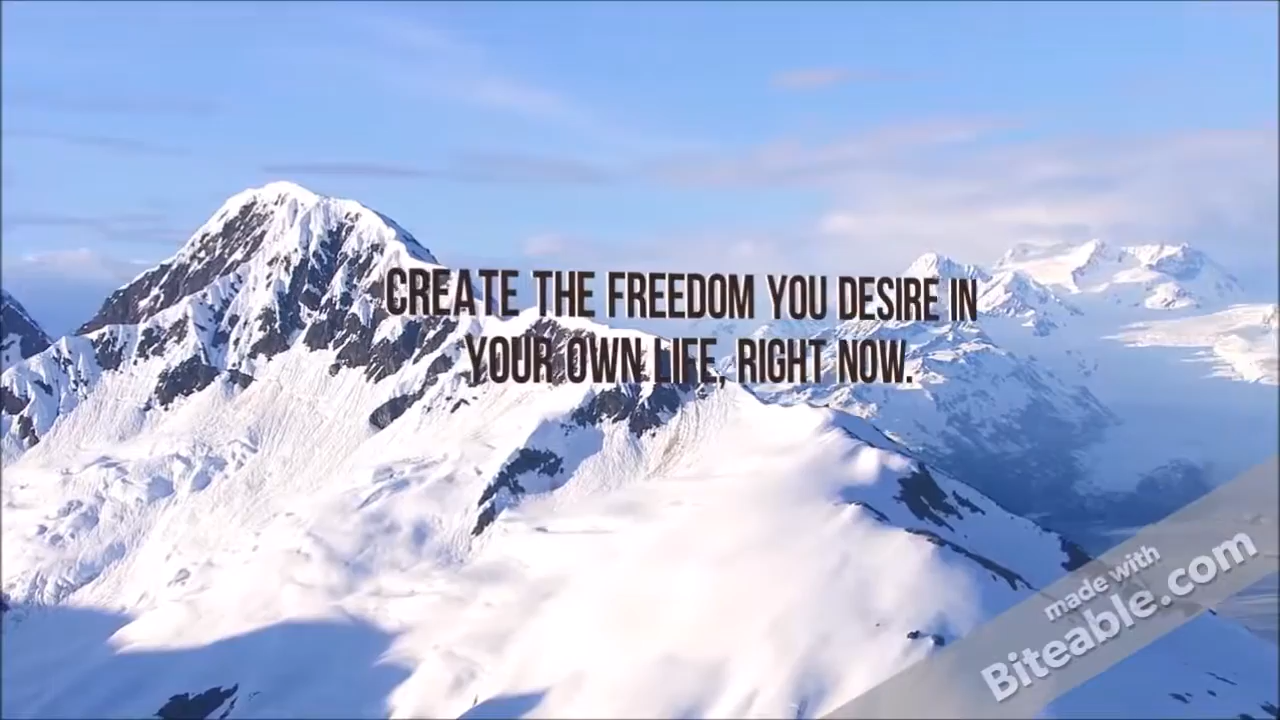 CREATE THE FREEDOM YOU DESIRE IN
YOUR OWN LIFE, RIGHT NOW.
made with
Biteable.com